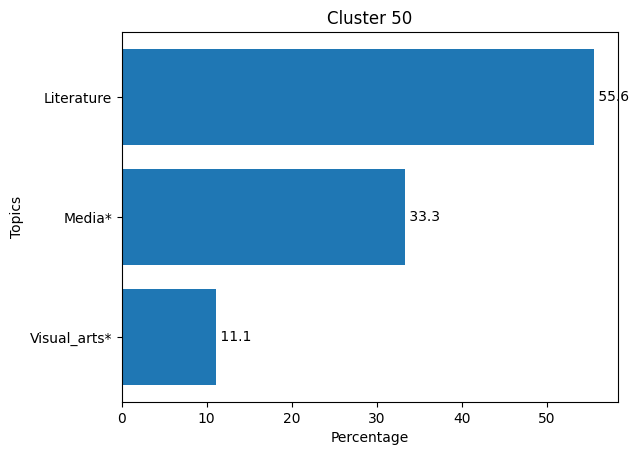 Cluster 50
Literature
55.6
Media*
33.3
Visual_arts*
11.1
Topics
0 10 20 30 40 50
Percentage